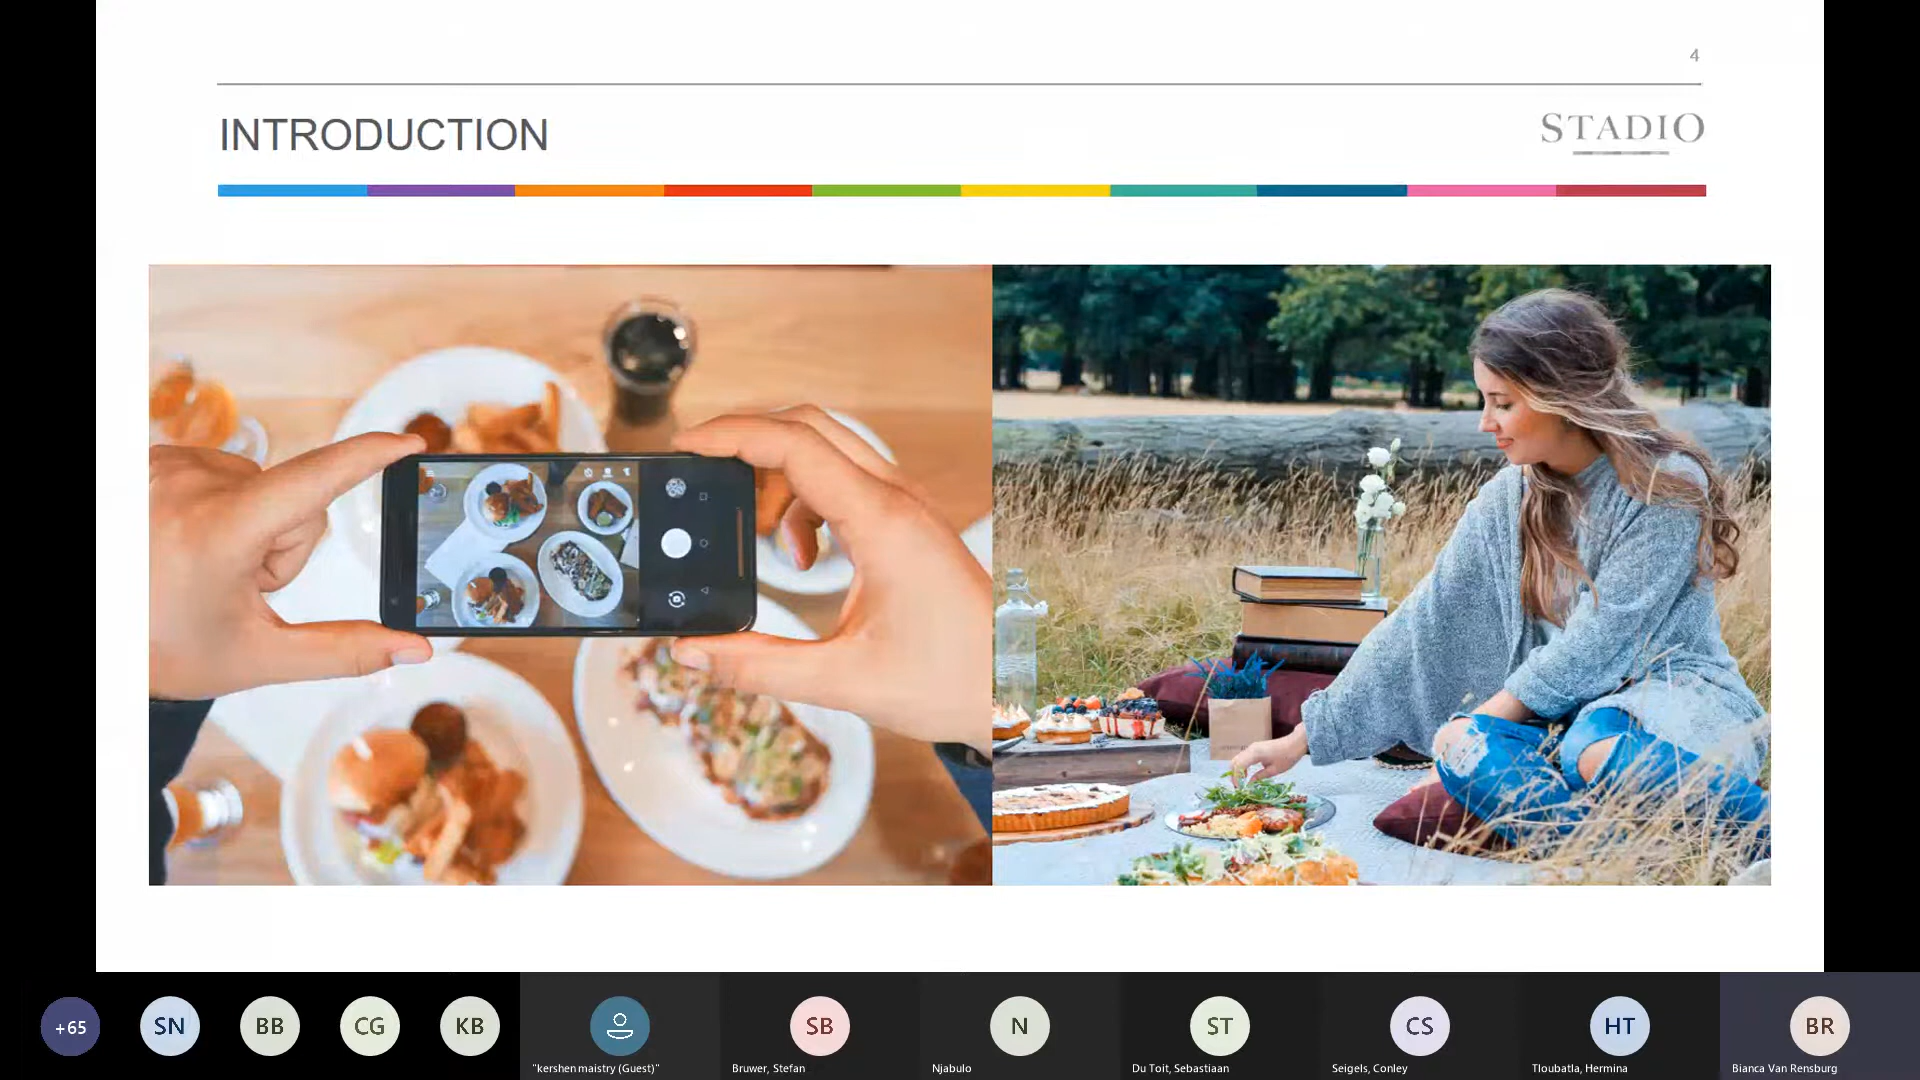 4
INTRODUCTION
STADIO
+65
SN
BB
CG
KB
SB
N
ST
CS
HT
BR
"kershen maistry (Guest)"
Bruwer, Stefan
Njabulo
Du Toit, Sebastiaan
Seigels, Conley
Tloubatla, Hermina
Bianca Van Rensburg